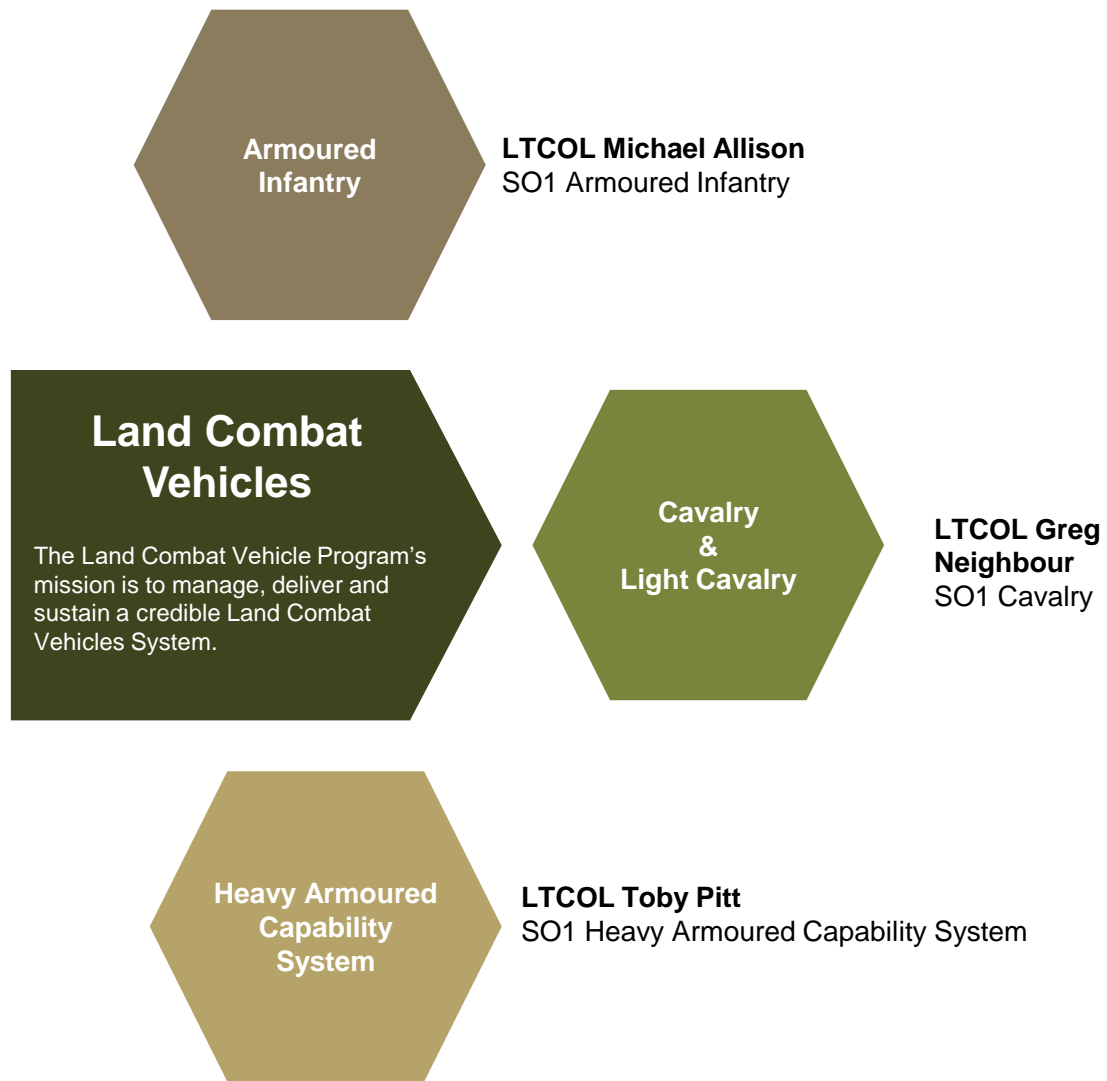 Armoured
Infantry
LTCOL Michael Allison
SO1 Armoured Infantry
Land Combat
Vehicles
The Land Combat Vehicle Program’s
mission is to manage, deliver and
sustain a credible Land Combat
Vehicles System.
Cavalry
&
Light Cavalry
LTCOL Greg
Neighbour
SO1 Cavalry
Heavy Armoured
Capability
System
LTCOL Toby Pitt
SO1 Heavy Armoured Capability System